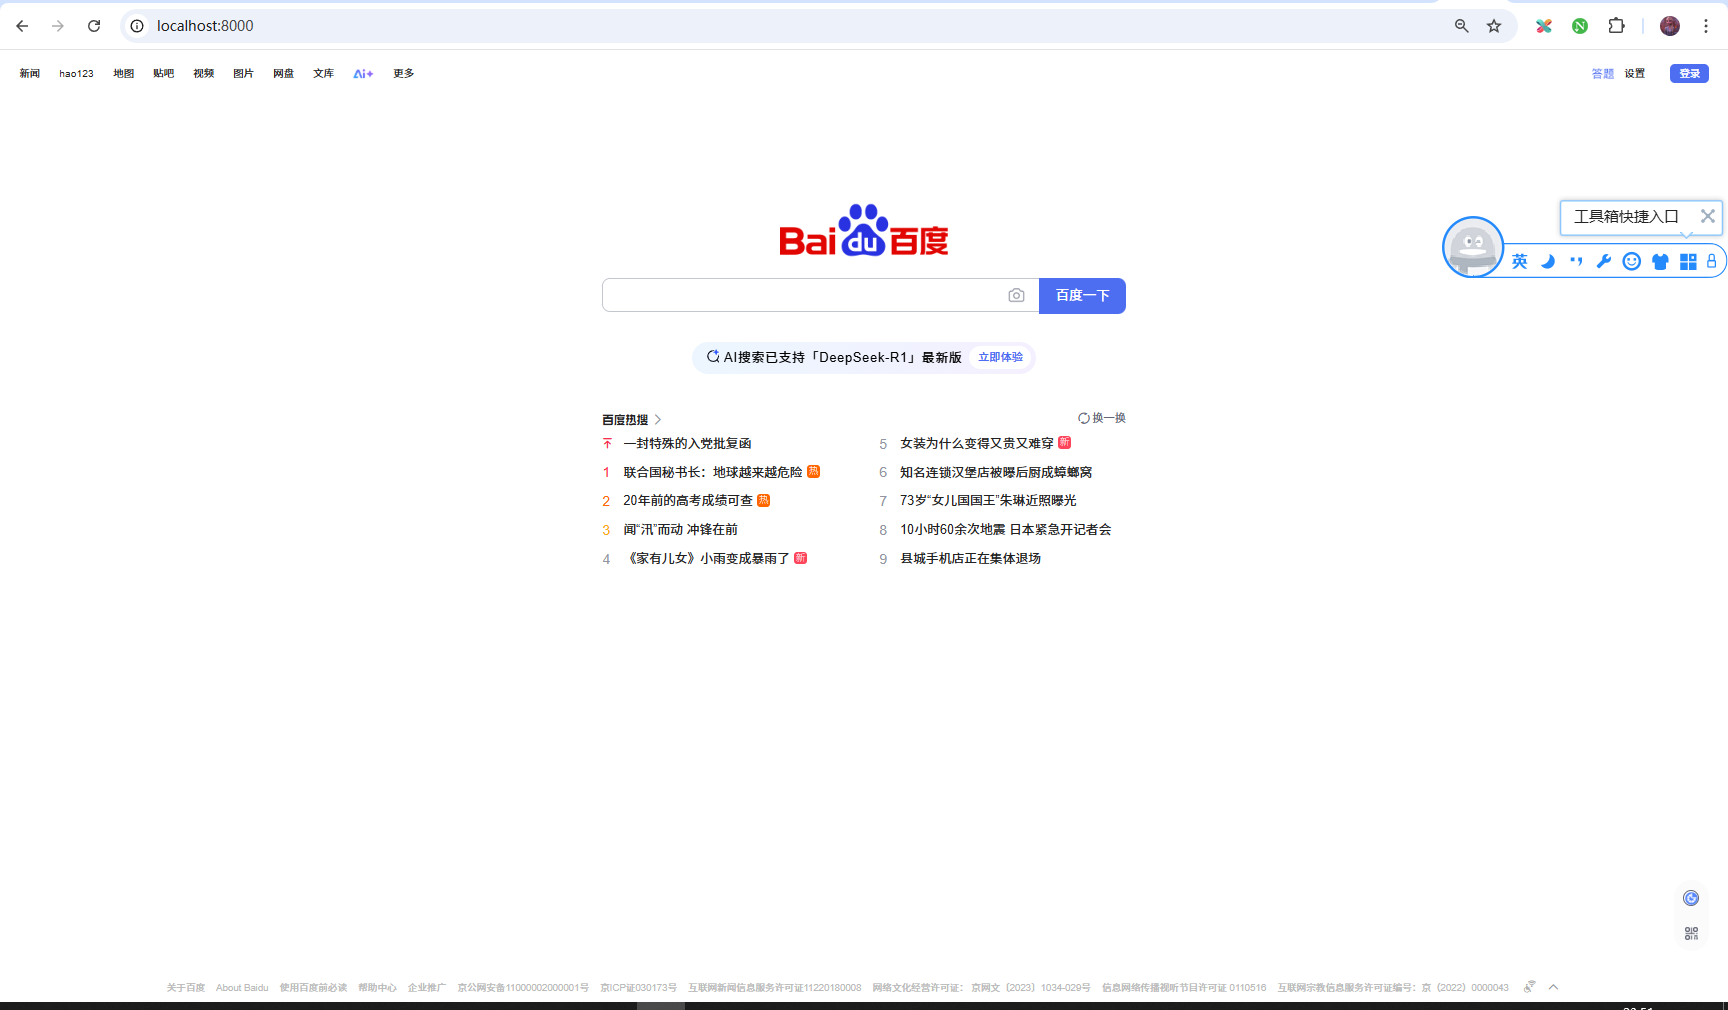 localhost:8000
新闻 hao123 地图 贴吧 视频 图片 网盘 文库 Ai+ 更多 答题 设置 登录
工具箱快捷入口
英
Bai du 百度
百度一下
AI搜索已支持「DeepSeek-R1」最新版 立即体验
百度热搜 换一换
一封特殊的入党批复函
1 联合国秘书长：地球越来越危险 热
2 20年前的高考成绩可查 热
3 闻“汛”而动 冲锋在前
4 《家有儿女》小雨变成暴雨了 新
5 女装为什么变得又贵又难穿 新
6 知名连锁汉堡店被曝后厨成蟑螂窝
7 73岁“女儿国国王”朱琳近照曝光
8 10小时60余次地震 日本紧急开记者会
9 县城手机店正在集体退场
关于百度 About Baidu 使用百度前必读 帮助中心 企业推广 京公网安备11000002000001号 京ICP证030173号 互联网新闻信息服务许可证11220180008 网络文化经营许可证： 京网文〔2023〕1034-029号 信息网络传播视听节目许可证 0110516 互联网宗教信息服务许可证编号：京（2022）0000043